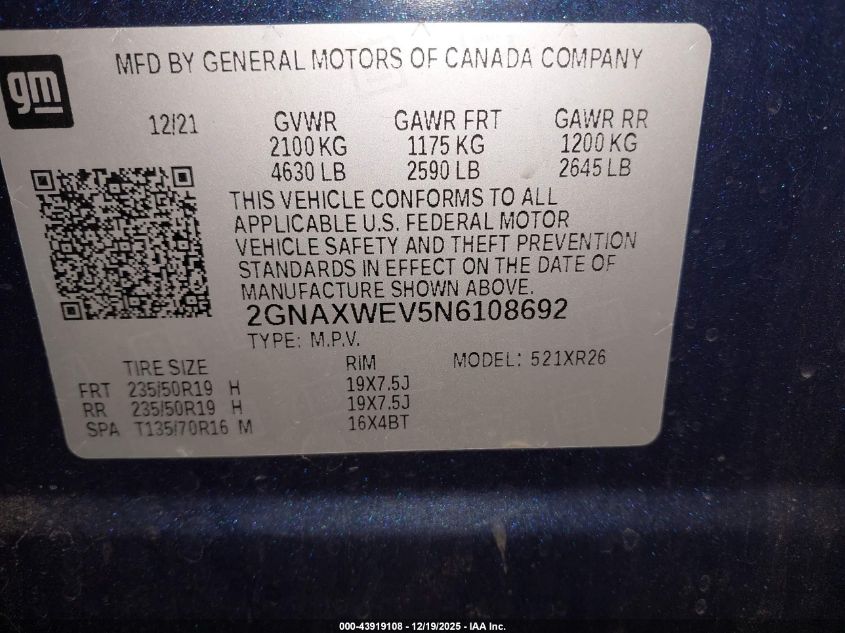 gm
MFD BY GENERAL MOTORS OF CANADA COMPANY
12/21 GVWR GAWR FRT GAWR RR
2100 KG 1175 KG 1200 KG
4630 LB 2590 LB 2645 LB
THIS VEHICLE CONFORMS TO ALL
APPLICABLE U.S. FEDERAL MOTOR
VEHICLE SAFETY AND THEFT PREVENTION
STANDARDS IN EFFECT ON THE DATE OF
MANUFACTURE SHOWN ABOVE.
2GNAXWEV5N6108692
TYPE: M.P.V.
TIRE SIZE RIM MODEL: 521XR26
FRT 235/50R19 H 19X7.5J
RR 235/50R19 H 19X7.5J
SPA T135/70R16 M 16X4BT
000-43919108 - 12/19/2025 - IAA Inc.